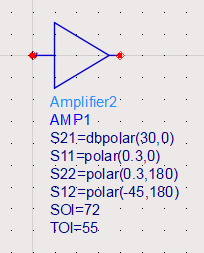 Amplifier2
AMP1
S21=dbpolar(30,0)
S11=polar(0.3,0)
S22=polar(0.3,180)
S12=polar(-45,180)
SOI=72
TOI=55